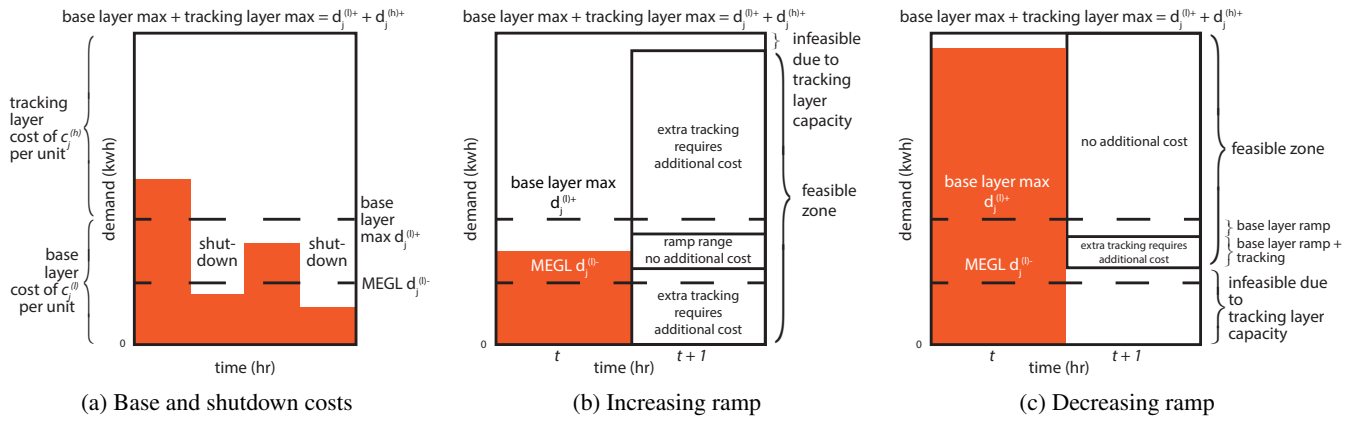 base layer max + tracking layer max = d_j^(l)+ + d_j^(h)+
tracking
layer
cost of c_j^(h)
per unit
base
layer
cost of c_j^(l)
per unit
demand (kwh)
0
shut-
down
shut-
down
base
layer
max d_j^(l)+
MEGL d_j^(l)-
time (hr)
(a) Base and shutdown costs
base layer max + tracking layer max = d_j^(l)+ + d_j^(h)+
demand (kwh)
0
base layer max
d_j^(l)+
MEGL d_j^(l)-
extra tracking
requires
additional cost
ramp range
no additional cost
extra tracking
requires
additional cost
infeasible
due to
tracking
layer
capacity
feasible
zone
t
t + 1
time (hr)
(b) Increasing ramp
base layer max + tracking layer max = d_j^(l)+ + d_j^(h)+
demand (kwh)
0
base layer max
d_j^(l)+
MEGL d_j^(l)-
no additional cost
extra tracking requires
additional cost
feasible zone
base layer ramp
base layer ramp +
tracking
infeasible due
to
tracking layer
capacity
t
t + 1
time (hr)
(c) Decreasing ramp